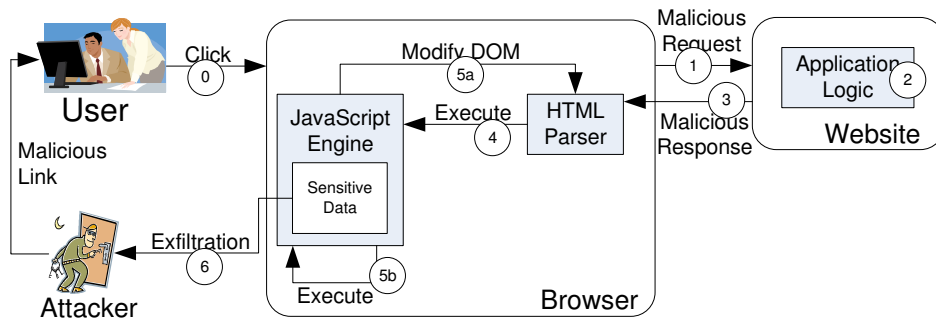 Click
0
User
Malicious
Link
Attacker
Exfiltration
6
Modify DOM
5a
JavaScript
Engine
Sensitive
Data
Execute
4
HTML
Parser
5b
Execute
Browser
Malicious
Request
1
3
Malicious
Response
Application
Logic
2
Website